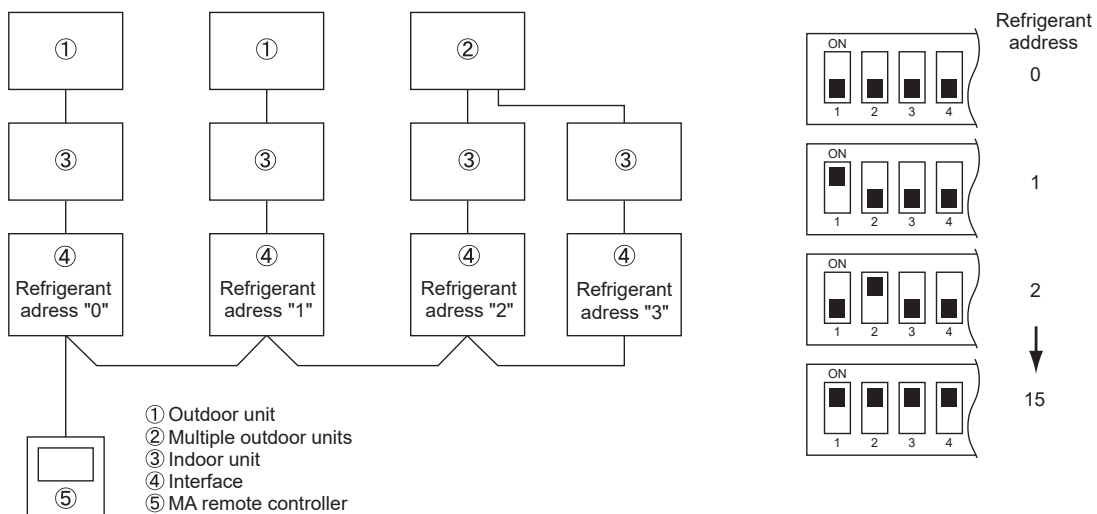 ① ① ②
③ ③ ③ ③
④ ④ ④ ④
Refrigerant
adress "0"
Refrigerant
adress "1"
Refrigerant
adress "2"
Refrigerant
adress "3"
① Outdoor unit
② Multiple outdoor units
③ Indoor unit
④ Interface
⑤ MA remote controller
⑤
Refrigerant
address
ON
1 2 3 4
0
ON
1 2 3 4
1
ON
1 2 3 4
2
ON
1 2 3 4
15